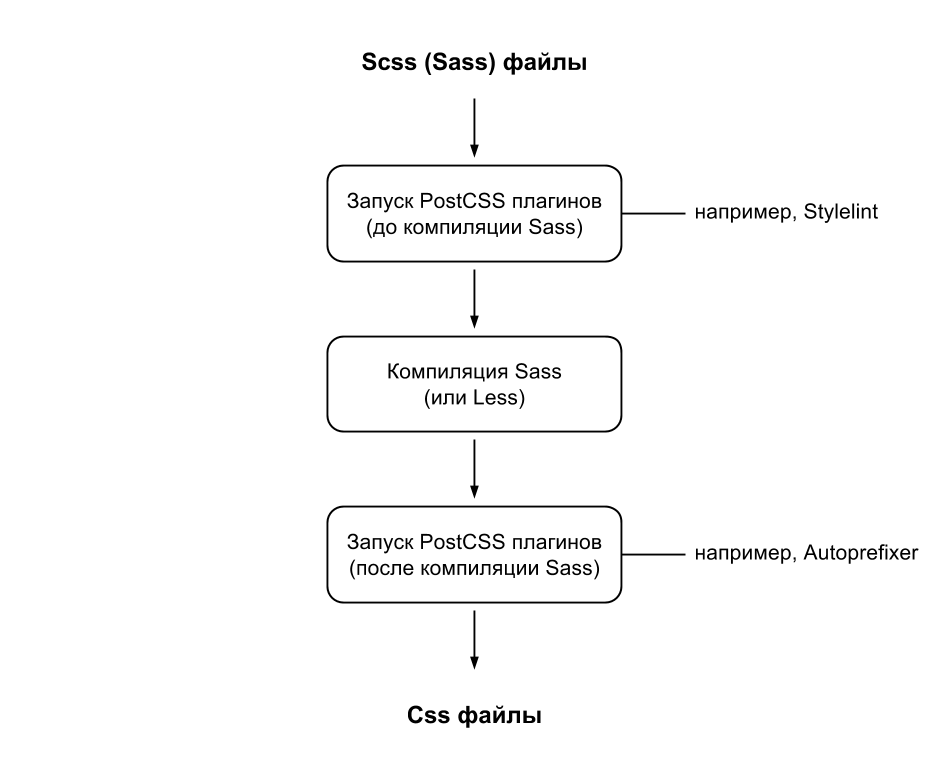 Scss (Sass) файлы
Запуск PostCSS плагинов
(до компиляции Sass)
например, Stylelint
Компиляция Sass
(или Less)
Запуск PostCSS плагинов
(после компиляции Sass)
например, Autoprefixer
Css файлы